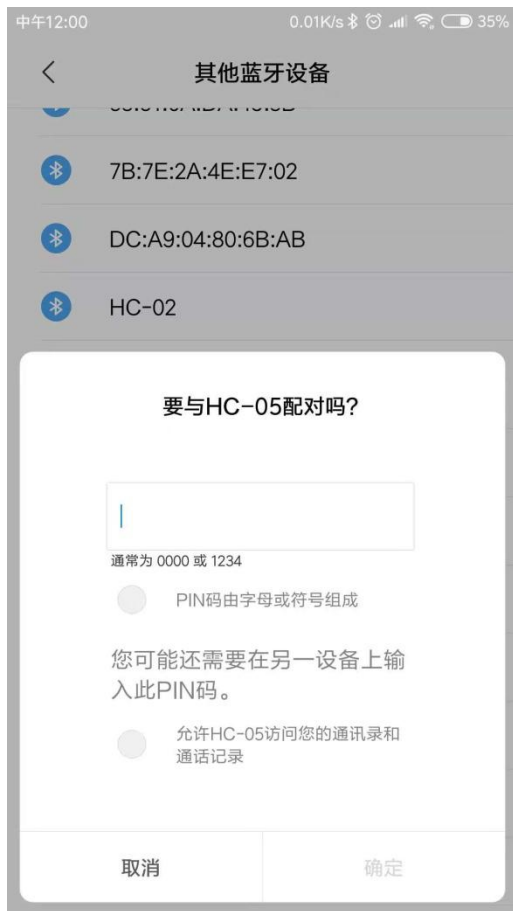 中午12:00 0.01K/s 35%
其他蓝牙设备
7B:7E:2A:4E:E7:02
DC:A9:04:80:6B:AB
HC-02
要与HC-05配对吗?
通常为 0000 或 1234
PIN码由字母或符号组成
您可能还需要在另一设备上输
入此PIN码。
允许HC-05访问您的通讯录和
通话记录
取消 确定